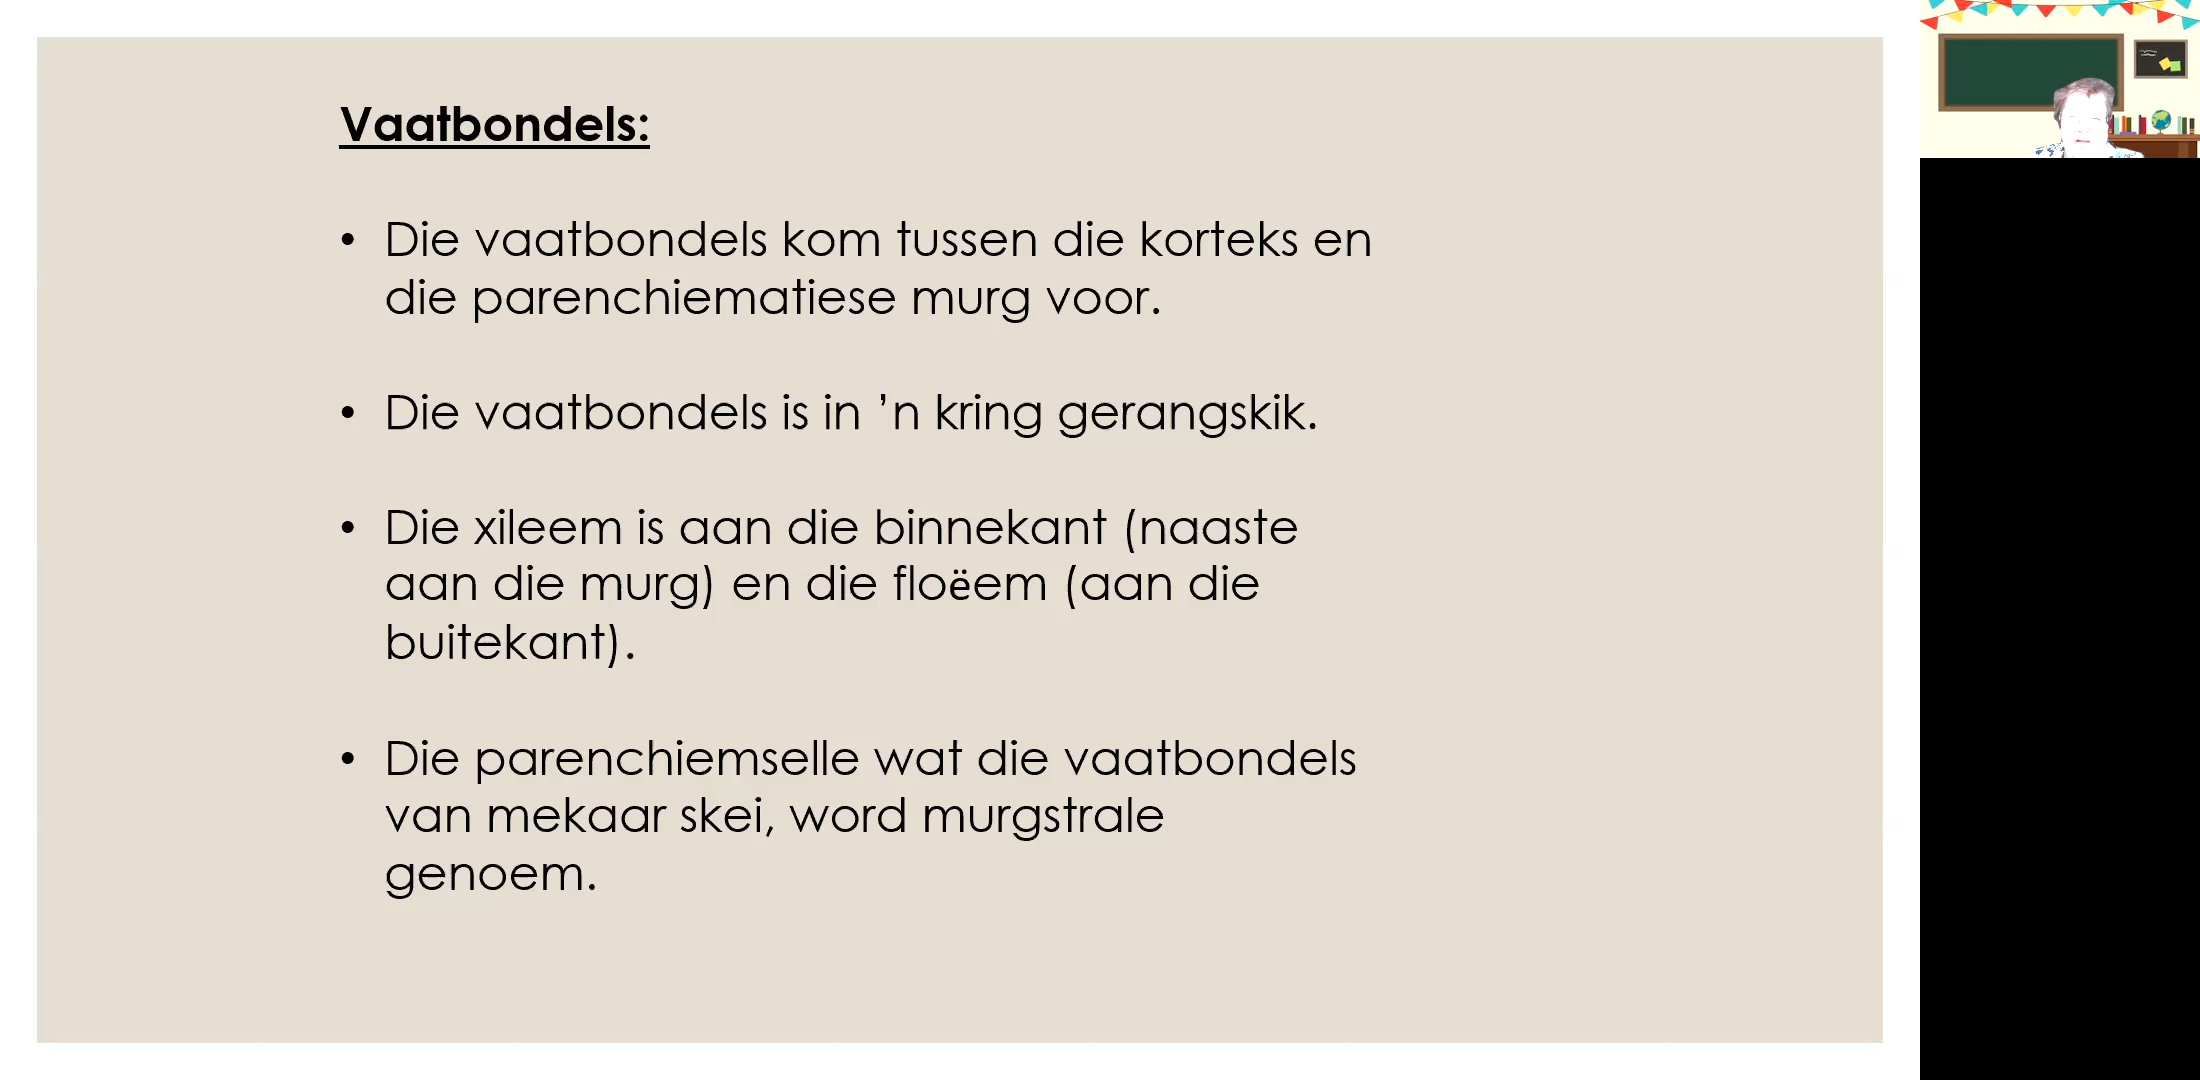 Vaatbondels:
• Die vaatbondels kom tussen die korteks en
die parenchiematiese murg voor.
• Die vaatbondels is in ’n kring gerangskik.
• Die xileem is aan die binnekant (naaste
aan die murg) en die floëem (aan die
buitekant).
• Die parenchiemselle wat die vaatbondels
van mekaar skei, word murgstrale
genoem.